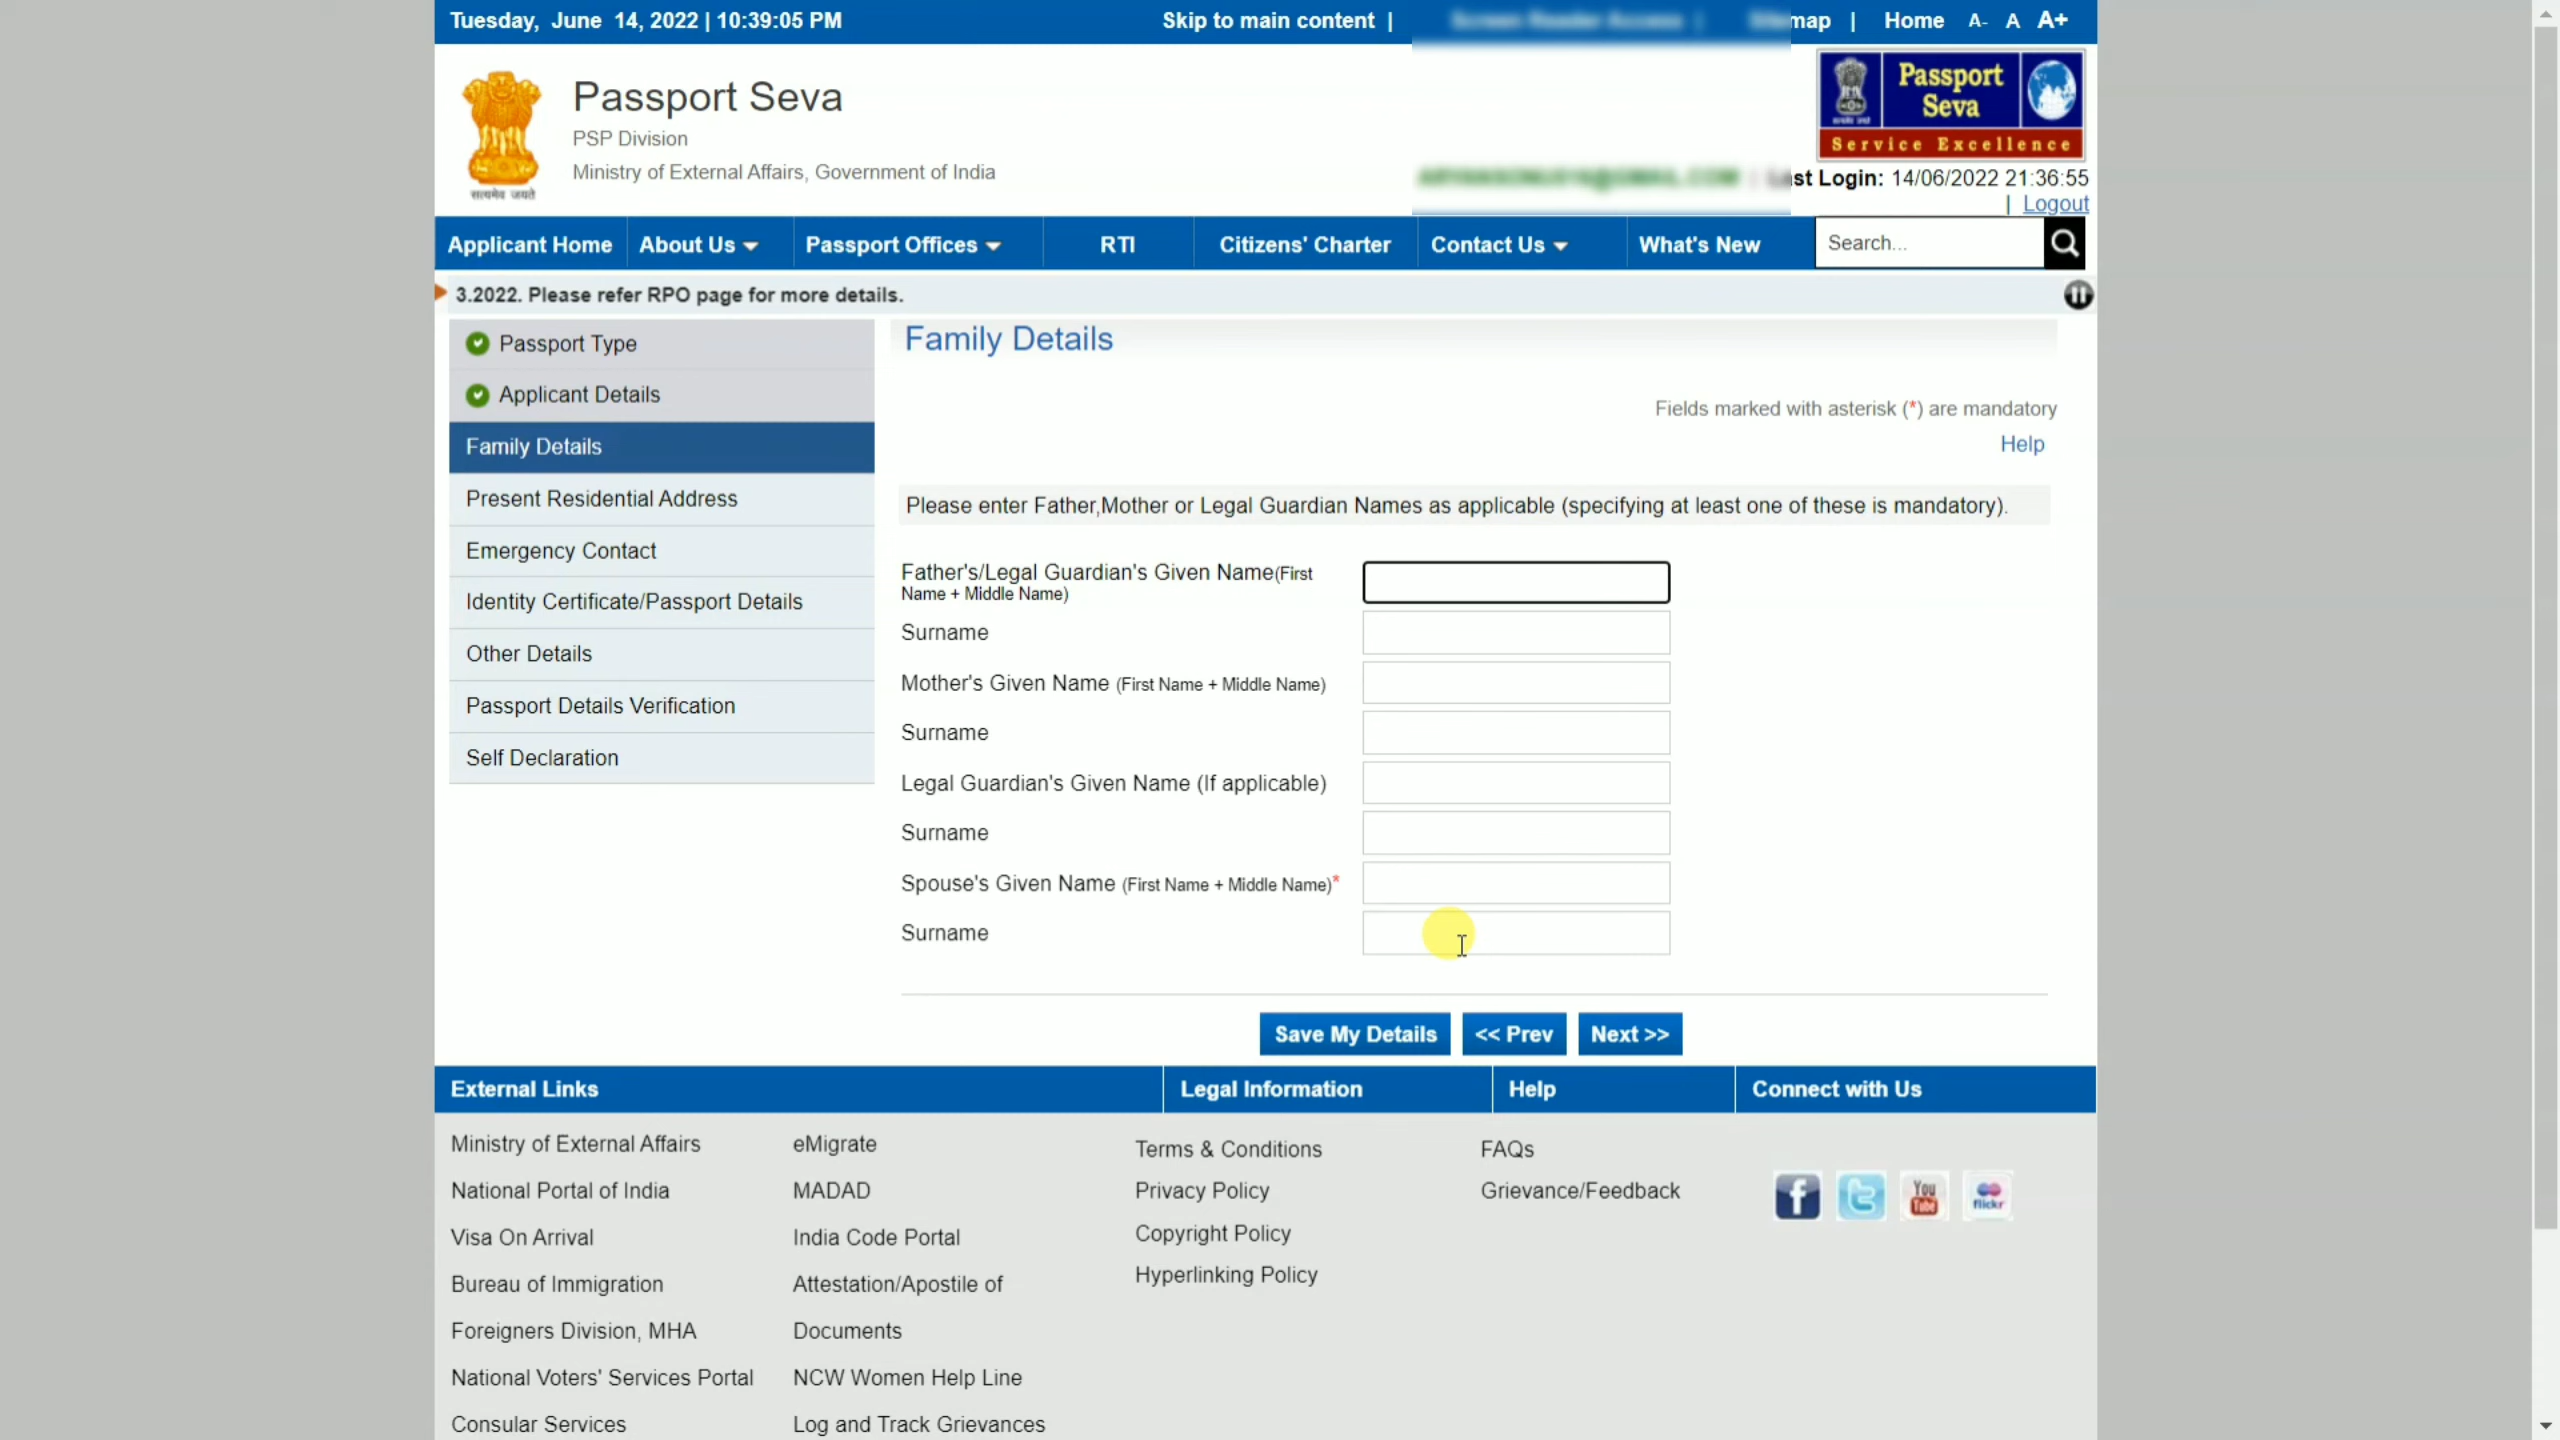 Tuesday, June 14, 2022 | 10:39:05 PM
Skip to main content |
map | Home A- A A+
Passport Seva
PSP Division
Ministry of External Affairs, Government of India
सत्यमेव जयते
Passport
Seva
Service Excellence
st Login: 14/06/2022 21:36:55
| Logout
Applicant Home About Us Passport Offices RTI Citizens' Charter Contact Us What's New Search...
3.2022. Please refer RPO page for more details.
Passport Type
Applicant Details
Family Details
Present Residential Address
Emergency Contact
Identity Certificate/Passport Details
Other Details
Passport Details Verification
Self Declaration
Family Details
Fields marked with asterisk (*) are mandatory
Help
Please enter Father,Mother or Legal Guardian Names as applicable (specifying at least one of these is mandatory).
Father's/Legal Guardian's Given Name(First
Name + Middle Name)
Surname
Mother's Given Name (First Name + Middle Name)
Surname
Legal Guardian's Given Name (If applicable)
Surname
Spouse's Given Name (First Name + Middle Name)*
Surname
Save My Details << Prev Next >>
External Links
Legal Information
Help
Connect with Us
Ministry of External Affairs
National Portal of India
Visa On Arrival
Bureau of Immigration
Foreigners Division, MHA
National Voters' Services Portal
Consular Services
eMigrate
MADAD
India Code Portal
Attestation/Apostile of
Documents
NCW Women Help Line
Log and Track Grievances
Terms & Conditions
Privacy Policy
Copyright Policy
Hyperlinking Policy
FAQs
Grievance/Feedback
You
Tube
flickr